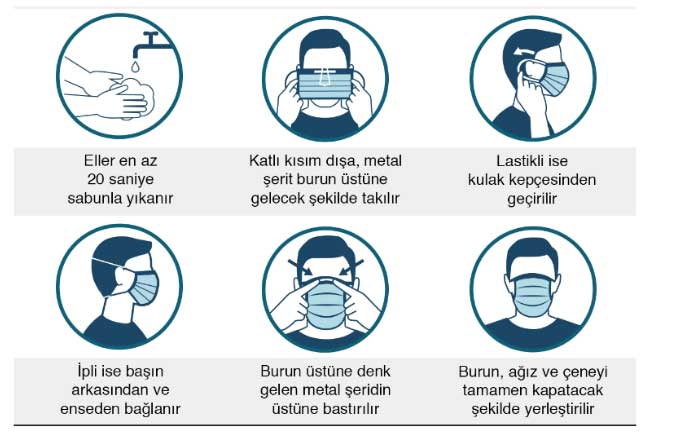 Eller en az
20 saniye
sabunla yıkanır
Katlı kısım dışa, metal
şerit burun üstüne
gelecek şekilde takılır
Lastikli ise
kulak kepçesinden
geçirilir
İpli ise başın
arkasından ve
enseden bağlanır
Burun üstüne denk
gelen metal şeridin
üstüne bastırılır
Burun, ağız ve çeneyi
tamamen kapatacak
şekilde yerleştirilir